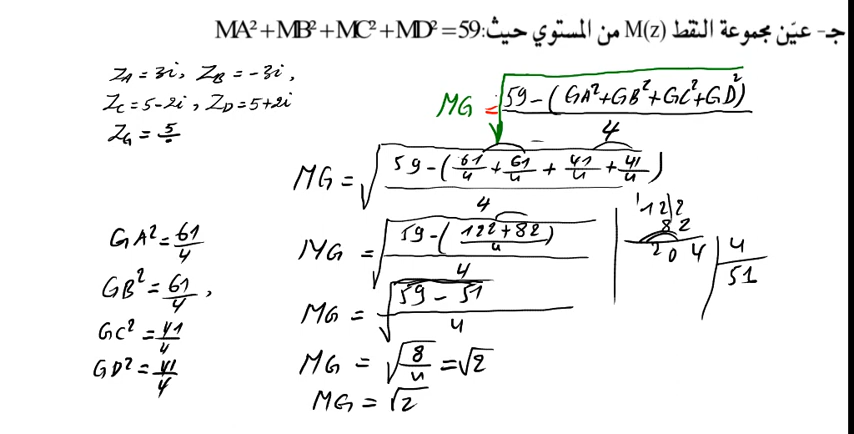 جـ- عيّن مجموعة النقط M(z) من المستوي حيث: MA²+MB²+MC²+MD²=59
Z_A = 3i, Z_B = -3i,
Z_C = 5-2i, Z_D = 5+2i
Z_G = 5/
MG = √((59-(GA²+GB²+GC²+GD²))/4)
MG = √((59-(61/4+61/4+41/4+41/4))/4)
GA² = 61/4
GB² = 61/4,
GC² = 41/4
GD² = 41/4
MG = √((59-((122+82)/4))/4)
MG = √((59-51)/4)
MG = √(8/4) = √2
MG = √2
122
82
204 | 4
51